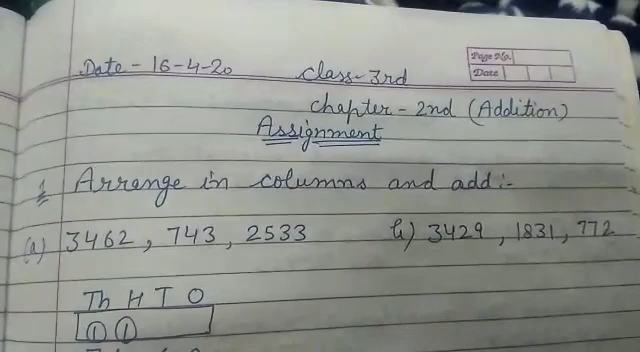 Date - 16-4-20 Class-3rd
Page No.
Date
Chapter - 2nd (Addition)
Assignment
1 Arrange in columns and add:-
(a) 3462, 743, 2533 b) 3429, 1831, 772
Th H T O
1 1